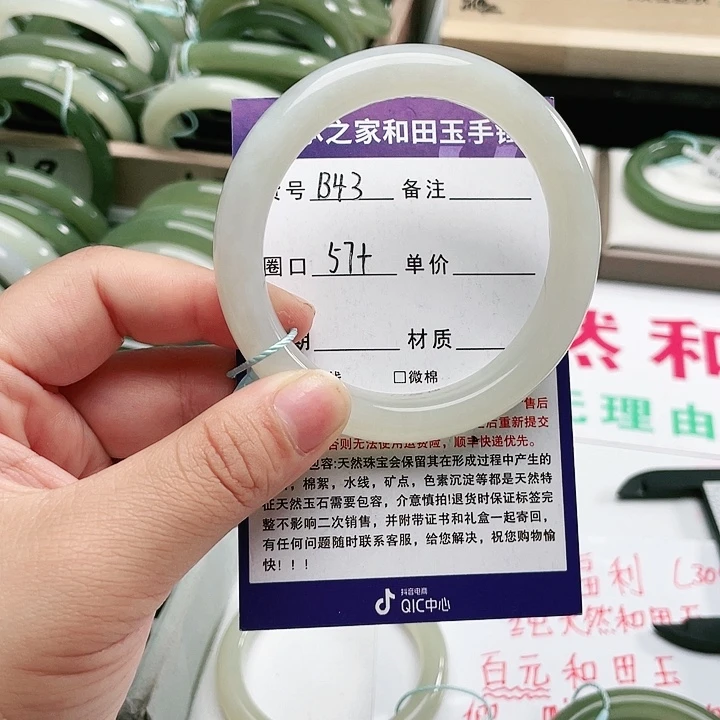 之家和田玉手镯
号 B43 备注
圈口 57+ 单价
材质
□微棉
售后
后重新提交
否则无法使用退货险，顺丰快递优先。
包容:天然珠宝会保留其在形成过程中产生的
，棉絮，水线，矿点，色素沉淀等都是天然特
征天然玉石需要包容，介意慎拍!退货时保证标签完
整不影响二次销售，并附带证书和礼盒一起寄回，
有任何问题随时联系客服，给您解决，祝您购物愉
快!!!
抖音电商
QIC中心
然和
无理由
福利(30
纯天然和田玉
百元和田玉